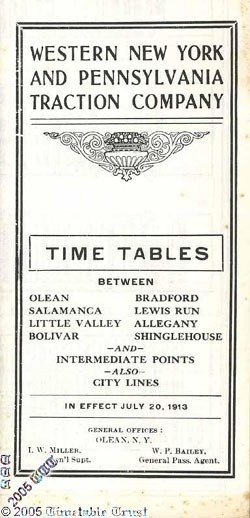 WESTERN NEW YORK
AND PENNSYLVANIA
TRACTION COMPANY
TIME TABLES
BETWEEN
OLEAN BRADFORD
SALAMANCA LEWIS RUN
LITTLE VALLEY ALLEGANY
BOLIVAR SHINGLEHOUSE
—AND—
INTERMEDIATE POINTS
—ALSO—
CITY LINES
IN EFFECT JULY 20, 1913
GENERAL OFFICES:
OLEAN, N. Y.
I. W. MILLER, W. P. BAILEY,
n'l Supt. General Pass. Agent.
2005
© 2005 Timetable Trust